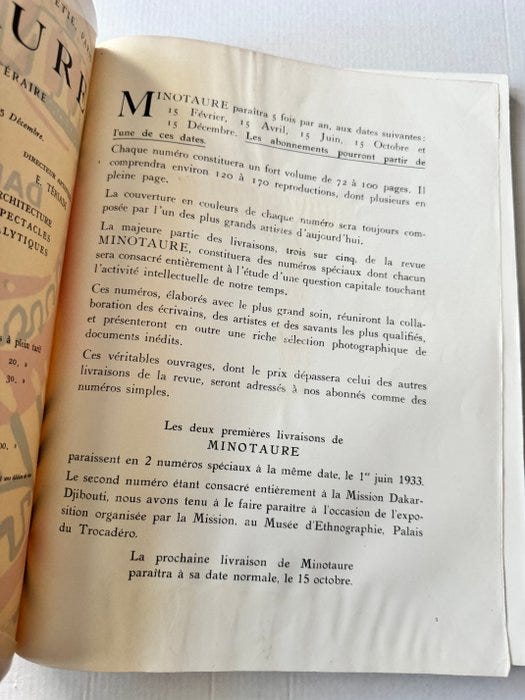 URE
ÉRAIRE
5 Décembre.
DIRECTEUR
E. TÉRIADE
ARCHITECTURE
SPECTACLES
ALYTIQUES
à plein tarif
20. »
30. »
MINOTAURE paraîtra 5 fois par an, aux dates suivantes :
15 Février, 15 Avril, 15 Juin, 15 Octobre et
15 Décembre. Les abonnements pourront partir de
l'une de ces dates.
Chaque numéro constituera un fort volume de 72 à 100 pages. Il
comprendra environ 120 à 170 reproductions, dont plusieurs en
pleine page.
La couverture en couleurs de chaque numéro sera toujours com-
posée par l'un des plus grands artistes d'aujourd'hui.
La majeure partie des livraisons, trois sur cinq, de la revue
MINOTAURE, constituera des numéros spéciaux dont chacun
sera consacré entièrement à l'étude d'une question capitale touchant
l'activité intellectuelle de notre temps.
Ces numéros, élaborés avec le plus grand soin, réuniront la colla-
boration des écrivains, des artistes et des savants les plus qualifiés,
et présenteront en outre une riche sélection photographique de
documents inédits.
Ces véritables ouvrages, dont le prix dépassera celui des autres
livraisons de la revue, seront adressés à nos abonnés comme des
numéros simples.
Les deux premières livraisons de
MINOTAURE
paraissent en 2 numéros spéciaux à la même date, le 1er juin 1933.
Le second numéro étant consacré entièrement à la Mission Dakar-
Djibouti, nous avons tenu à le faire paraître à l'occasion de l'expo-
sition organisée par la Mission, au Musée d'Ethnographie, Palais
du Trocadéro.
La prochaine livraison de Minotaure
paraîtra à sa date normale, le 15 octobre.